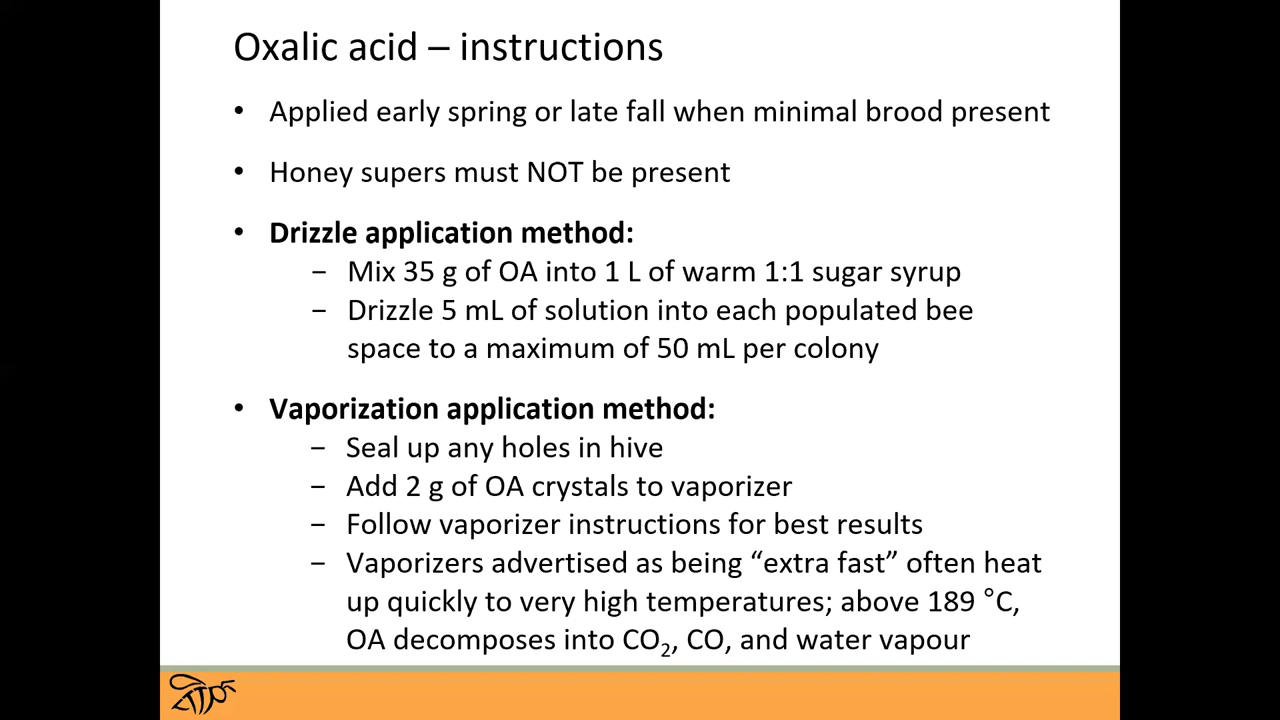 Oxalic acid – instructions
• Applied early spring or late fall when minimal brood present
• Honey supers must NOT be present
• Drizzle application method:
− Mix 35 g of OA into 1 L of warm 1:1 sugar syrup
− Drizzle 5 mL of solution into each populated bee
space to a maximum of 50 mL per colony
• Vaporization application method:
− Seal up any holes in hive
− Add 2 g of OA crystals to vaporizer
− Follow vaporizer instructions for best results
− Vaporizers advertised as being “extra fast” often heat
up quickly to very high temperatures; above 189 °C,
OA decomposes into CO₂, CO, and water vapour